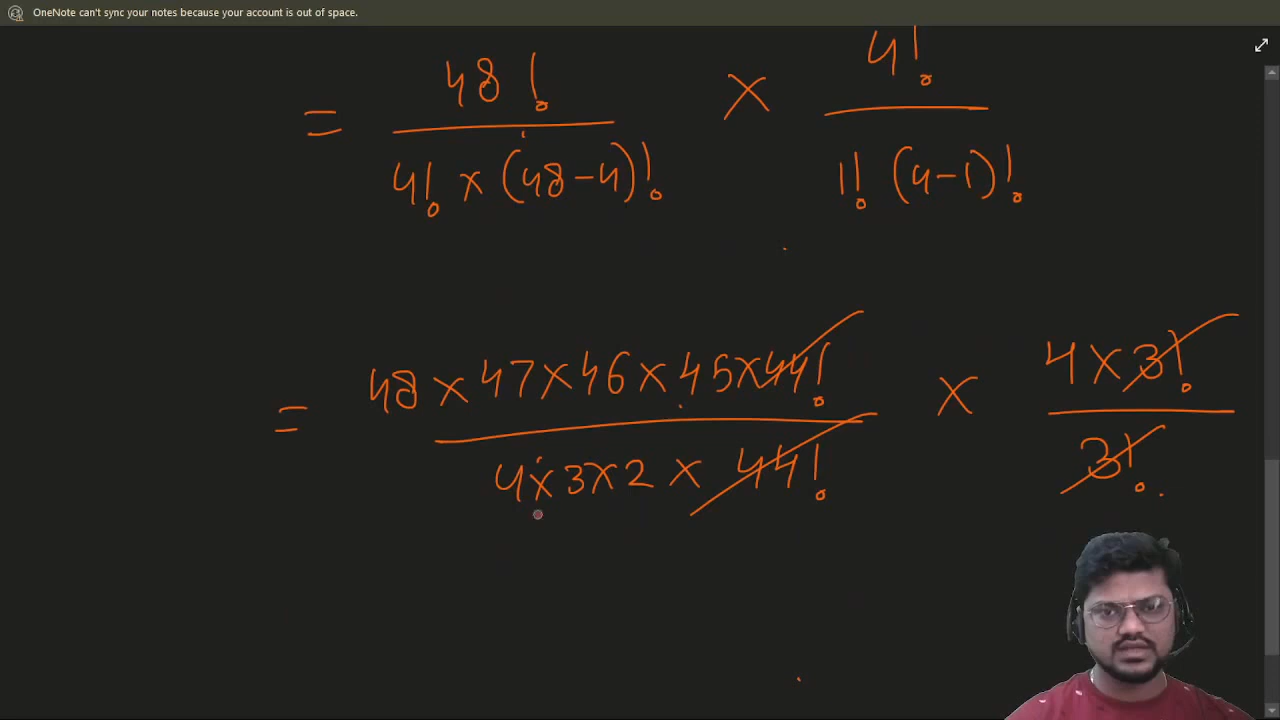 OneNote can't sync your notes because your account is out of space.
= 48! / 4! × (48-4)! × 4! / 1! (4-1)!
= 48 × 47 × 46 × 45 × 44! / 4 × 3 × 2 × 44! × 4 × 3! / 3!